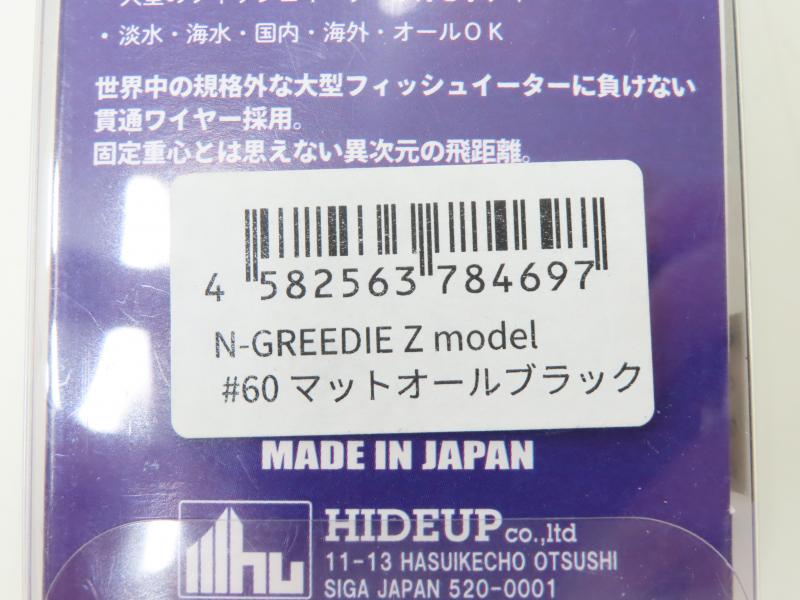 ・淡水・海水・国内・海外・オールOK
世界中の規格外な大型フィッシュイーターに負けない
貫通ワイヤー採用。
固定重心とは思えない異次元の飛距離。
4 582563 784697
N-GREEDIE Z model
#60 マットオールブラック
MADE IN JAPAN
hu
HIDEUP co.,ltd
11-13 HASUIKECHO OTSUSHI
SIGA JAPAN 520-0001